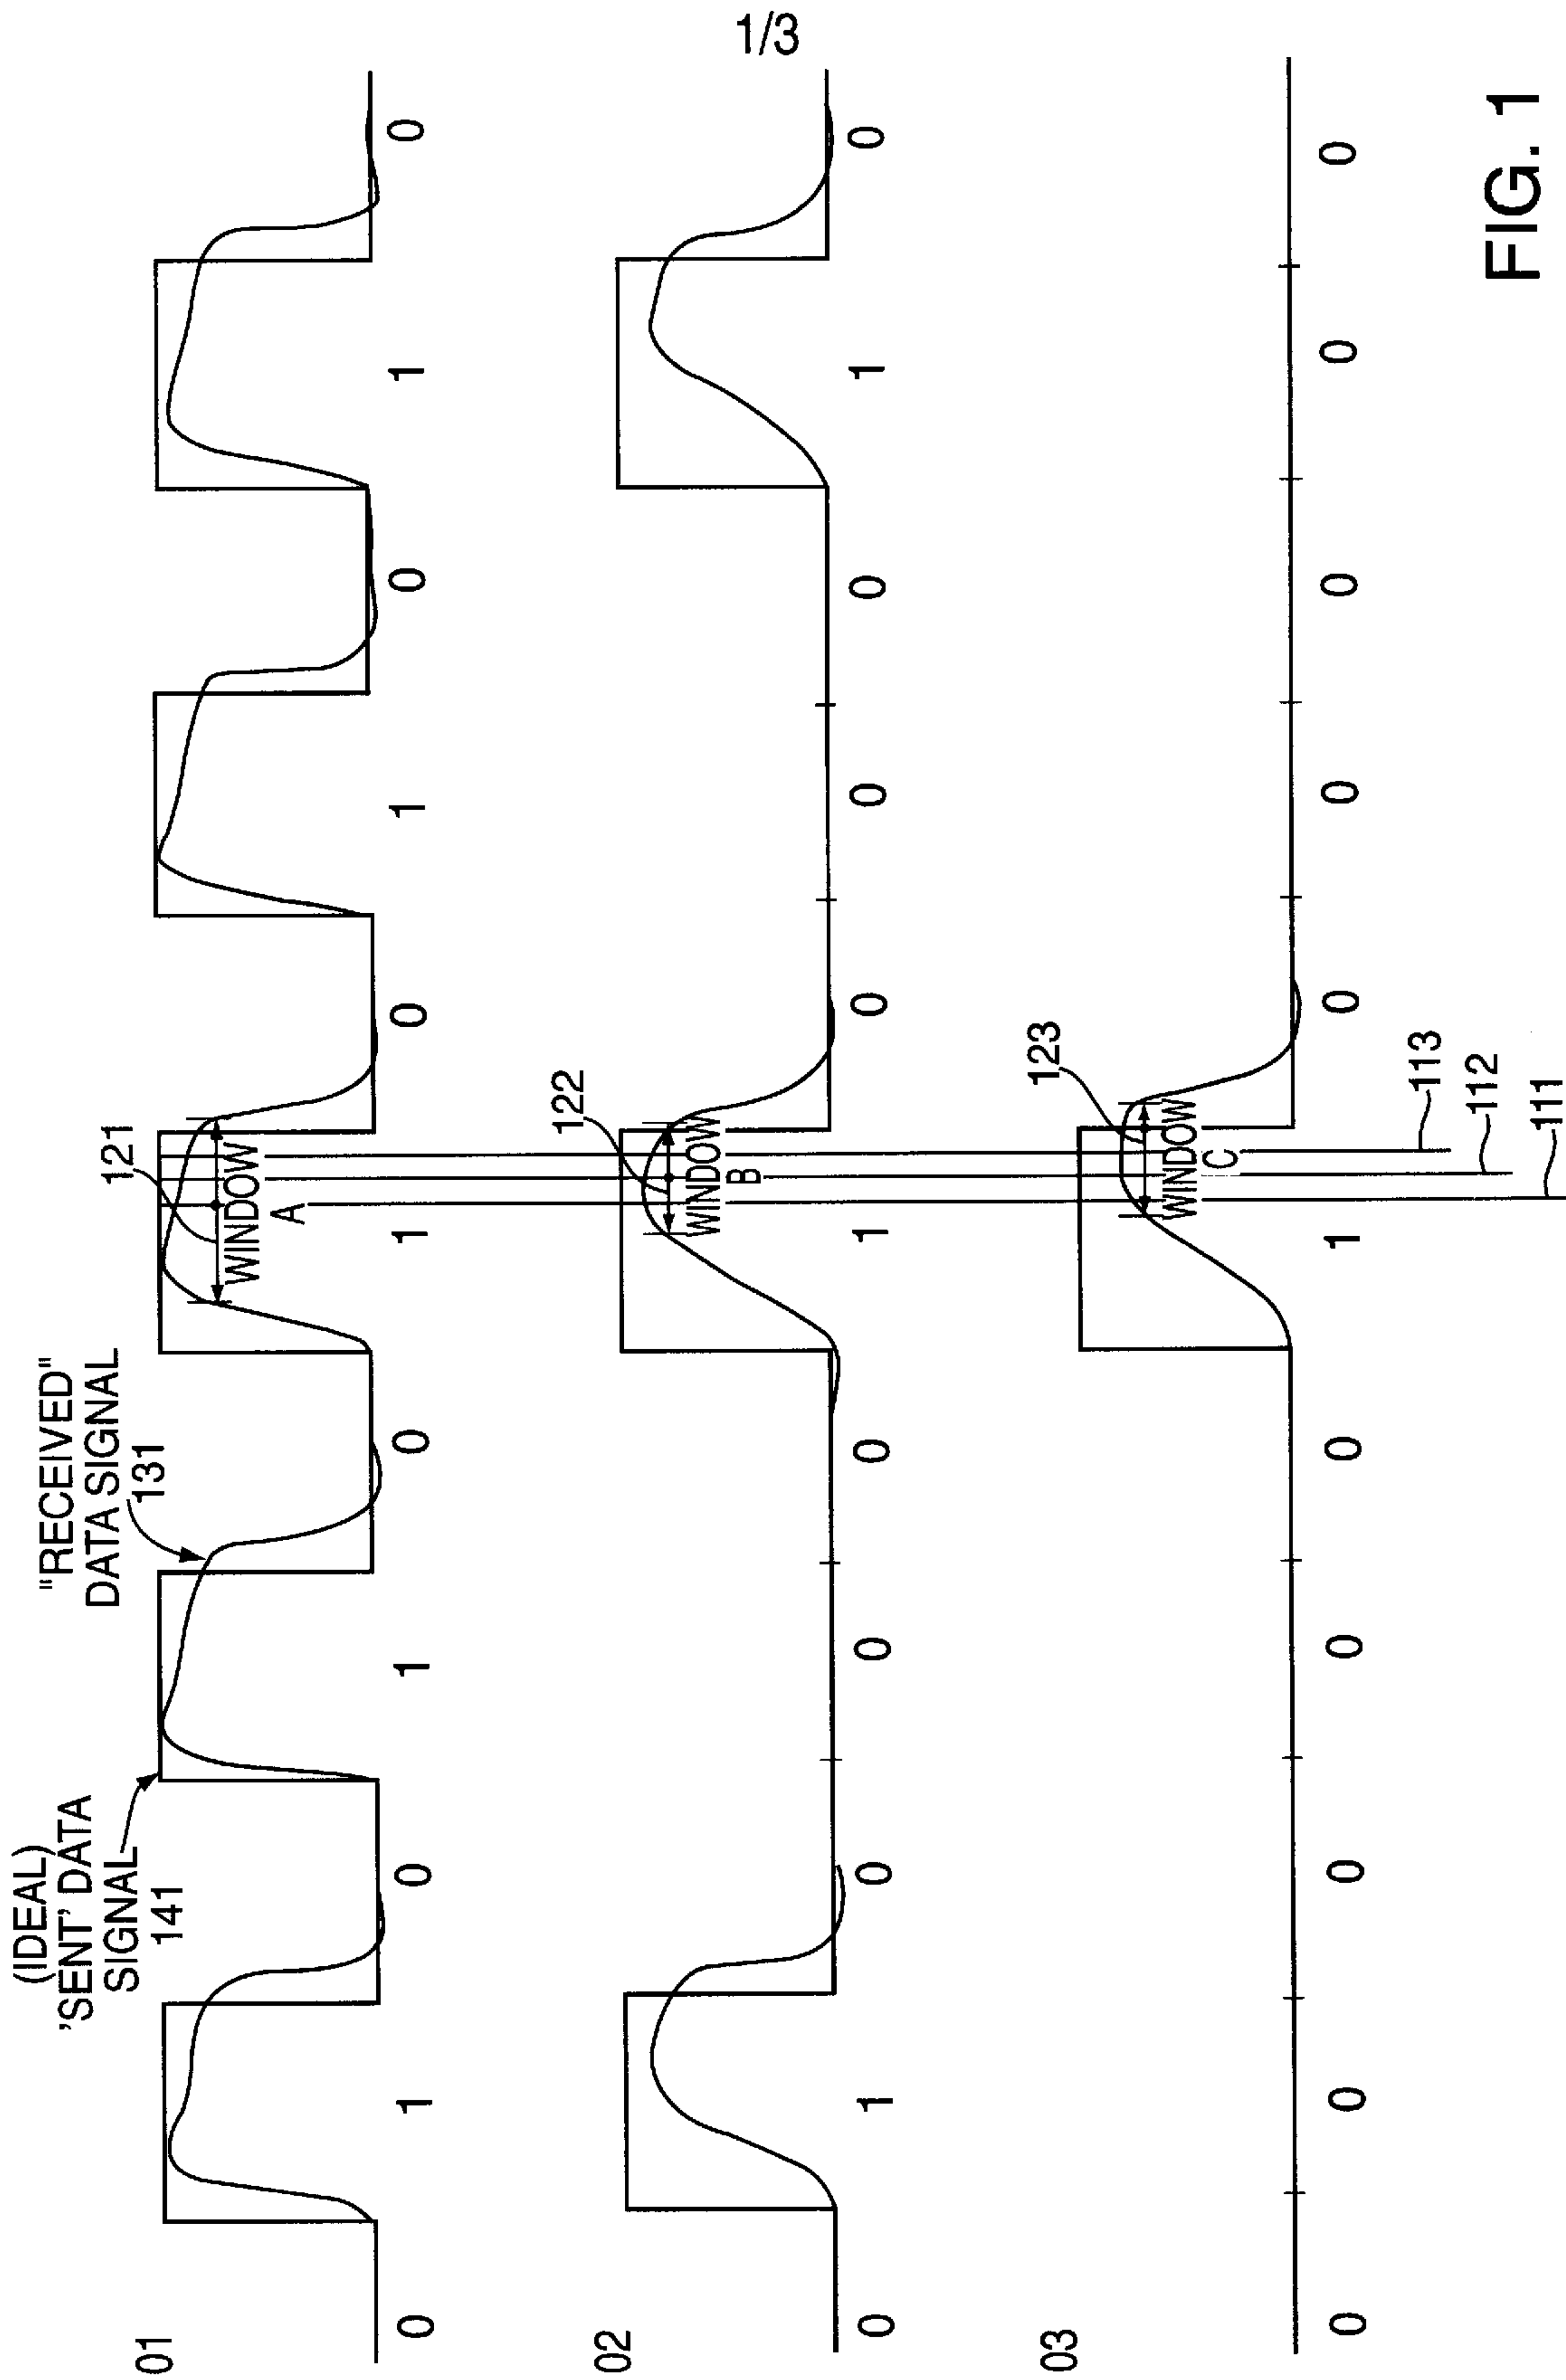 1/3
(IDEAL)
'SENT' DATA
SIGNAL
141
"RECEIVED"
DATA SIGNAL
131
01
121
WINDOW
A
0 1 0 1 0 1 0 1 0 1 0
02
122
WINDOW
B
0 1 0 0 0 1 0 0 0 1 0
03
123
WINDOW
C
0 0 0 0 0 1 0 0 0 0 0
113
112
111
FIG. 1